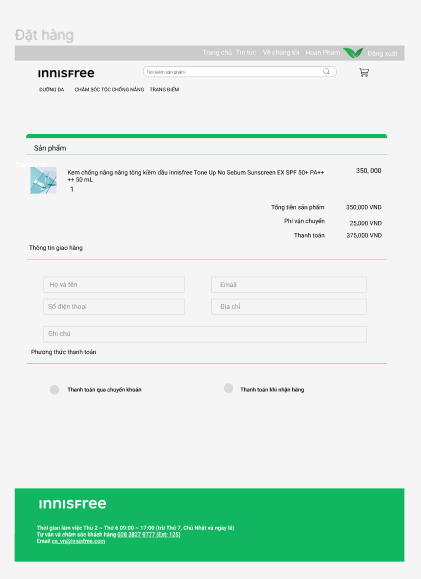 Đặt hàng
Trang chủ Tin tức Về chúng tôi Hoan Pham Đăng xuất
INNISFREE
Tìm kiếm sản phẩm
DƯỠNG DA CHĂM SÓC TÓC CHỐNG NẮNG TRANG ĐIỂM
Sản phẩm
Kem chống nắng nâng tông kiềm dầu innisfree Tone Up No Sebum Sunscreen EX SPF 50+ PA++ 350, 000
++ 50 mL
1
Tổng tiền sản phẩm 350,000 VND
Phí vận chuyển 25,000 VND
Thanh toán 375,000 VND
Thông tin giao hàng
Họ và tên Email
Số điện thoại Địa chỉ
Ghi chú
Phương thức thanh toán
Thanh toán qua chuyển khoản Thanh toán khi nhận hàng
INNISFREE
Thời gian làm việc Thứ 2 ~ Thứ 6 09:00 ~ 17:00 (trừ Thứ 7, Chủ Nhật và ngày lễ)
Tư vấn và chăm sóc khách hàng 028 3827 9777 (Ext: 125)
Email cs_vn@innisfree.com